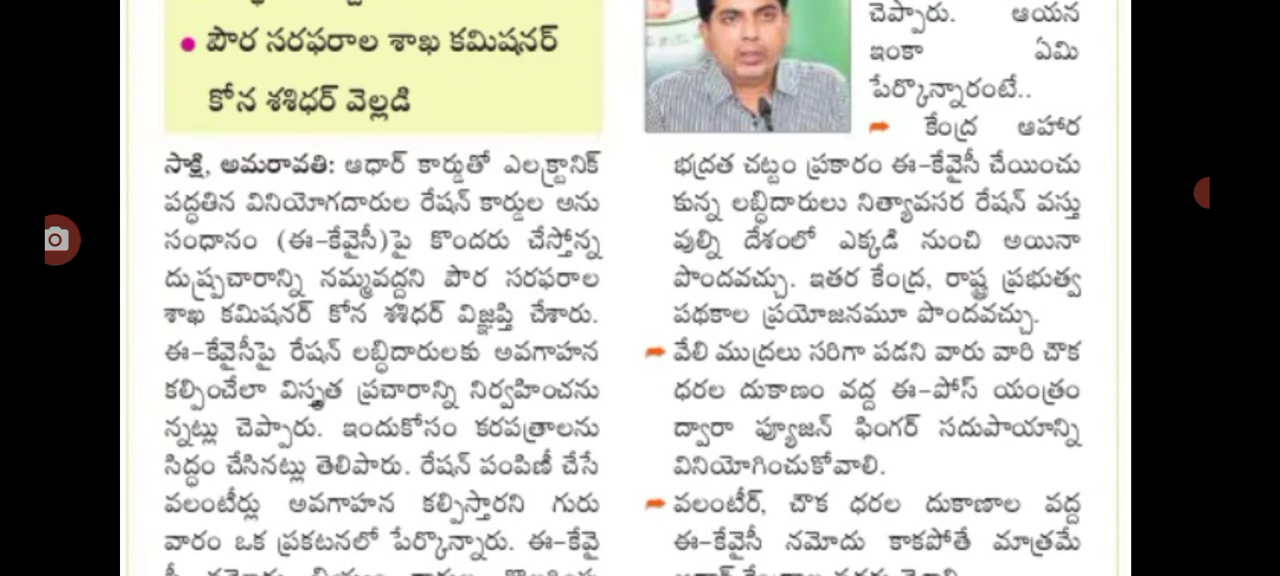 • పౌర సరఫరాల శాఖ కమిషనర్
కోన శశిధర్ వెల్లడి
సాక్షి, అమరావతి: ఆధార్ కార్డుతో ఎలక్ట్రానిక్
పద్ధతిన వినియోగదారుల రేషన్ కార్డుల అను
సంధానం (ఈ-కేవైసీ)పై కొందరు చేస్తోన్న
దుష్ప్రచారాన్ని నమ్మవద్దని పౌర సరఫరాల
శాఖ కమిషనర్ కోన శశిధర్ విజ్ఞప్తి చేశారు.
ఈ-కేవైసీపై రేషన్ లబ్ధిదారులకు అవగాహన
కల్పించేలా విస్తృత ప్రచారాన్ని నిర్వహించను
న్నట్లు చెప్పారు. ఇందుకోసం కరపత్రాలను
సిద్ధం చేసినట్లు తెలిపారు. రేషన్ పంపిణీ చేసే
వలంటీర్లు అవగాహన కల్పిస్తారని గురు
వారం ఒక ప్రకటనలో పేర్కొన్నారు. ఈ-కేవై
చెప్పారు. ఆయన
ఇంకా ఏమి
పేర్కొన్నారంటే..
➡ కేంద్ర ఆహార
భద్రత చట్టం ప్రకారం ఈ-కేవైసీ చేయించు
కున్న లబ్ధిదారులు నిత్యావసర రేషన్ వస్తు
వుల్ని దేశంలో ఎక్కడి నుంచి అయినా
పొందవచ్చు. ఇతర కేంద్ర, రాష్ట్ర ప్రభుత్వ
పథకాల ప్రయోజనమూ పొందవచ్చు.
➡ వేలి ముద్రలు సరిగా పడని వారు వారి చౌక
ధరల దుకాణం వద్ద ఈ-పోస్ యంత్రం
ద్వారా ఫ్యూజన్ ఫింగర్ సదుపాయాన్ని
వినియోగించుకోవాలి.
➡ వలంటీర్, చౌక ధరల దుకాణాల వద్ద
ఈ-కేవైసీ నమోదు కాకపోతే మాత్రమే